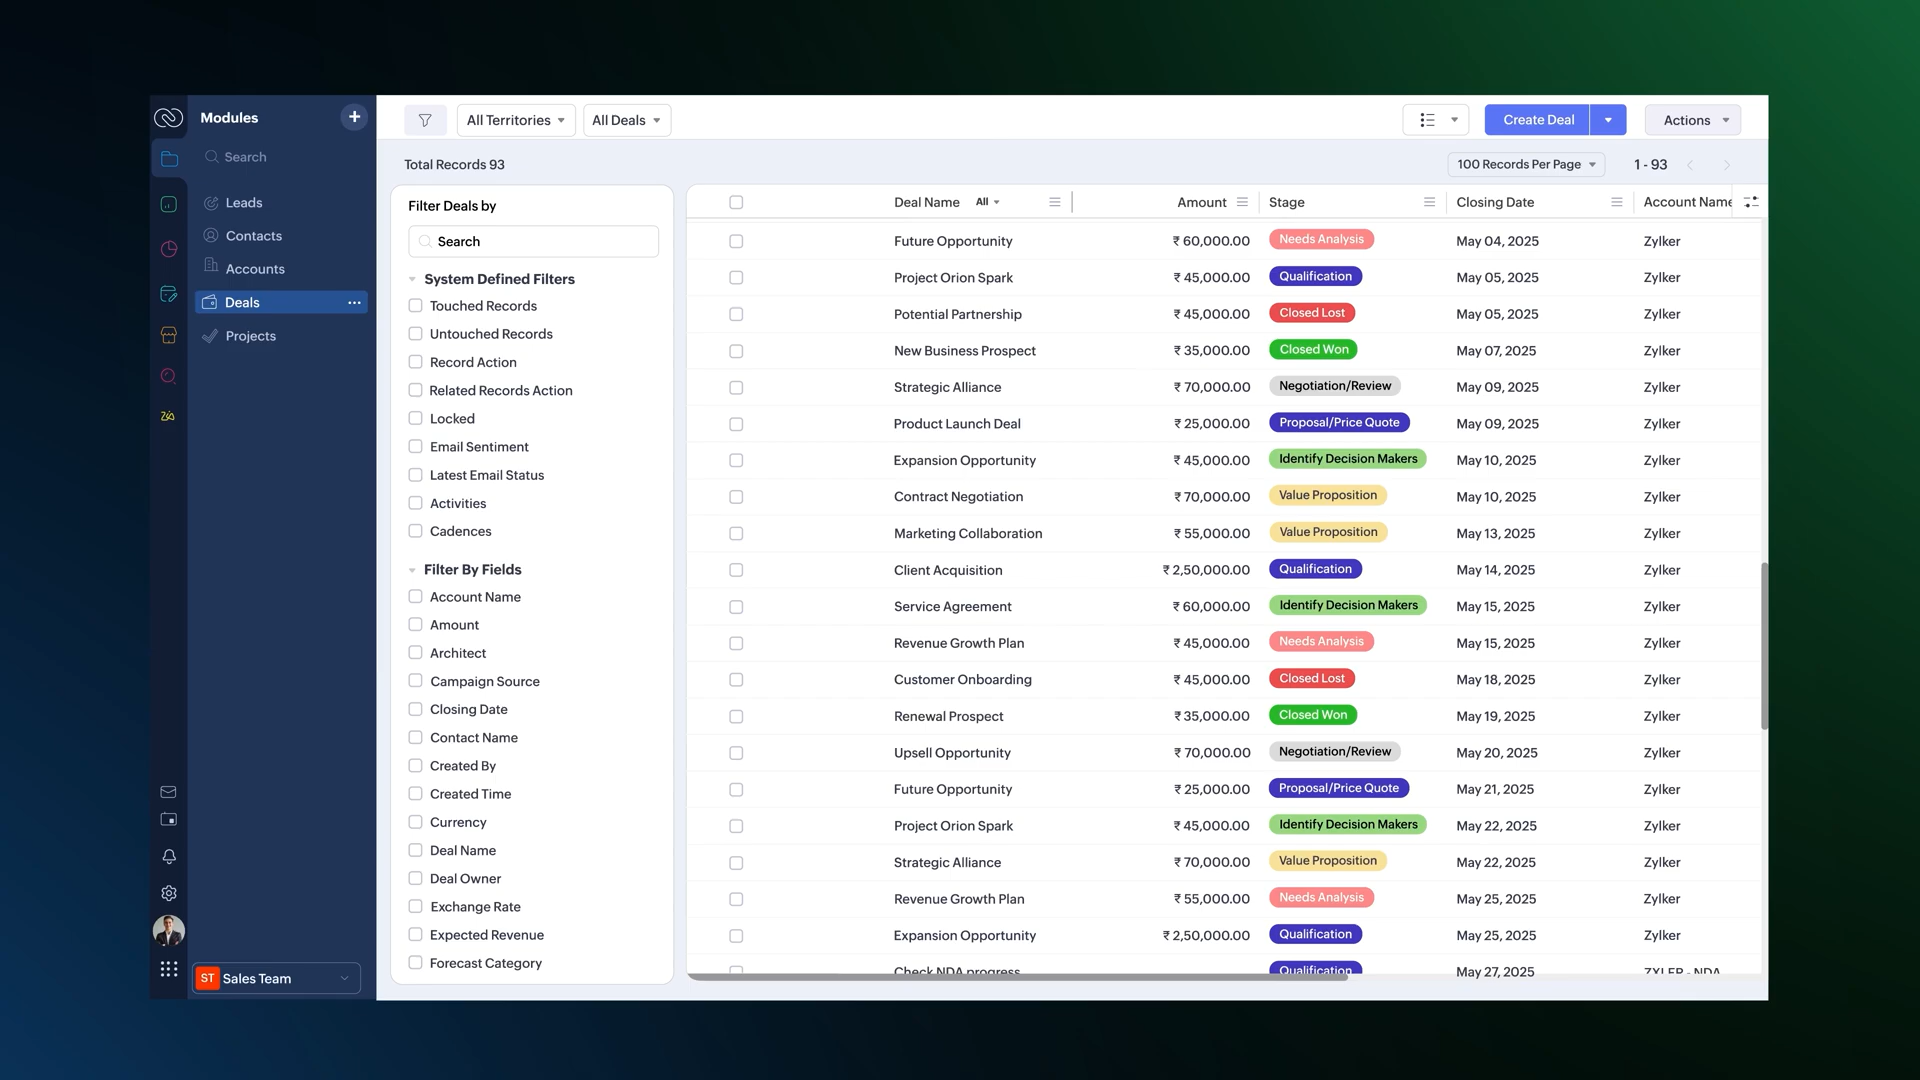 Modules
+
Search
Leads
Contacts
Accounts
Deals
Projects
Zia
ST Sales Team
All Territories
All Deals
Create Deal
Actions
Total Records 93
100 Records Per Page
1 - 93
Filter Deals by
Search
System Defined Filters
Touched Records
Untouched Records
Record Action
Related Records Action
Locked
Email Sentiment
Latest Email Status
Activities
Cadences
Filter By Fields
Account Name
Amount
Architect
Campaign Source
Closing Date
Contact Name
Created By
Created Time
Currency
Deal Name
Deal Owner
Exchange Rate
Expected Revenue
Forecast Category
Deal Name All Amount Stage Closing Date Account Name
Future Opportunity ₹ 60,000.00 Needs Analysis May 04, 2025 Zylker
Project Orion Spark ₹ 45,000.00 Qualification May 05, 2025 Zylker
Potential Partnership ₹ 45,000.00 Closed Lost May 05, 2025 Zylker
New Business Prospect ₹ 35,000.00 Closed Won May 07, 2025 Zylker
Strategic Alliance ₹ 70,000.00 Negotiation/Review May 09, 2025 Zylker
Product Launch Deal ₹ 25,000.00 Proposal/Price Quote May 09, 2025 Zylker
Expansion Opportunity ₹ 45,000.00 Identify Decision Makers May 10, 2025 Zylker
Contract Negotiation ₹ 70,000.00 Value Proposition May 10, 2025 Zylker
Marketing Collaboration ₹ 55,000.00 Value Proposition May 13, 2025 Zylker
Client Acquisition ₹ 2,50,000.00 Qualification May 14, 2025 Zylker
Service Agreement ₹ 60,000.00 Identify Decision Makers May 15, 2025 Zylker
Revenue Growth Plan ₹ 45,000.00 Needs Analysis May 15, 2025 Zylker
Customer Onboarding ₹ 45,000.00 Closed Lost May 18, 2025 Zylker
Renewal Prospect ₹ 35,000.00 Closed Won May 19, 2025 Zylker
Upsell Opportunity ₹ 70,000.00 Negotiation/Review May 20, 2025 Zylker
Future Opportunity ₹ 25,000.00 Proposal/Price Quote May 21, 2025 Zylker
Project Orion Spark ₹ 45,000.00 Identify Decision Makers May 22, 2025 Zylker
Strategic Alliance ₹ 70,000.00 Value Proposition May 22, 2025 Zylker
Revenue Growth Plan ₹ 55,000.00 Needs Analysis May 25, 2025 Zylker
Expansion Opportunity ₹ 2,50,000.00 Qualification May 25, 2025 Zylker
Check NDA progress Qualification May 27, 2025 ZYLER - NDA